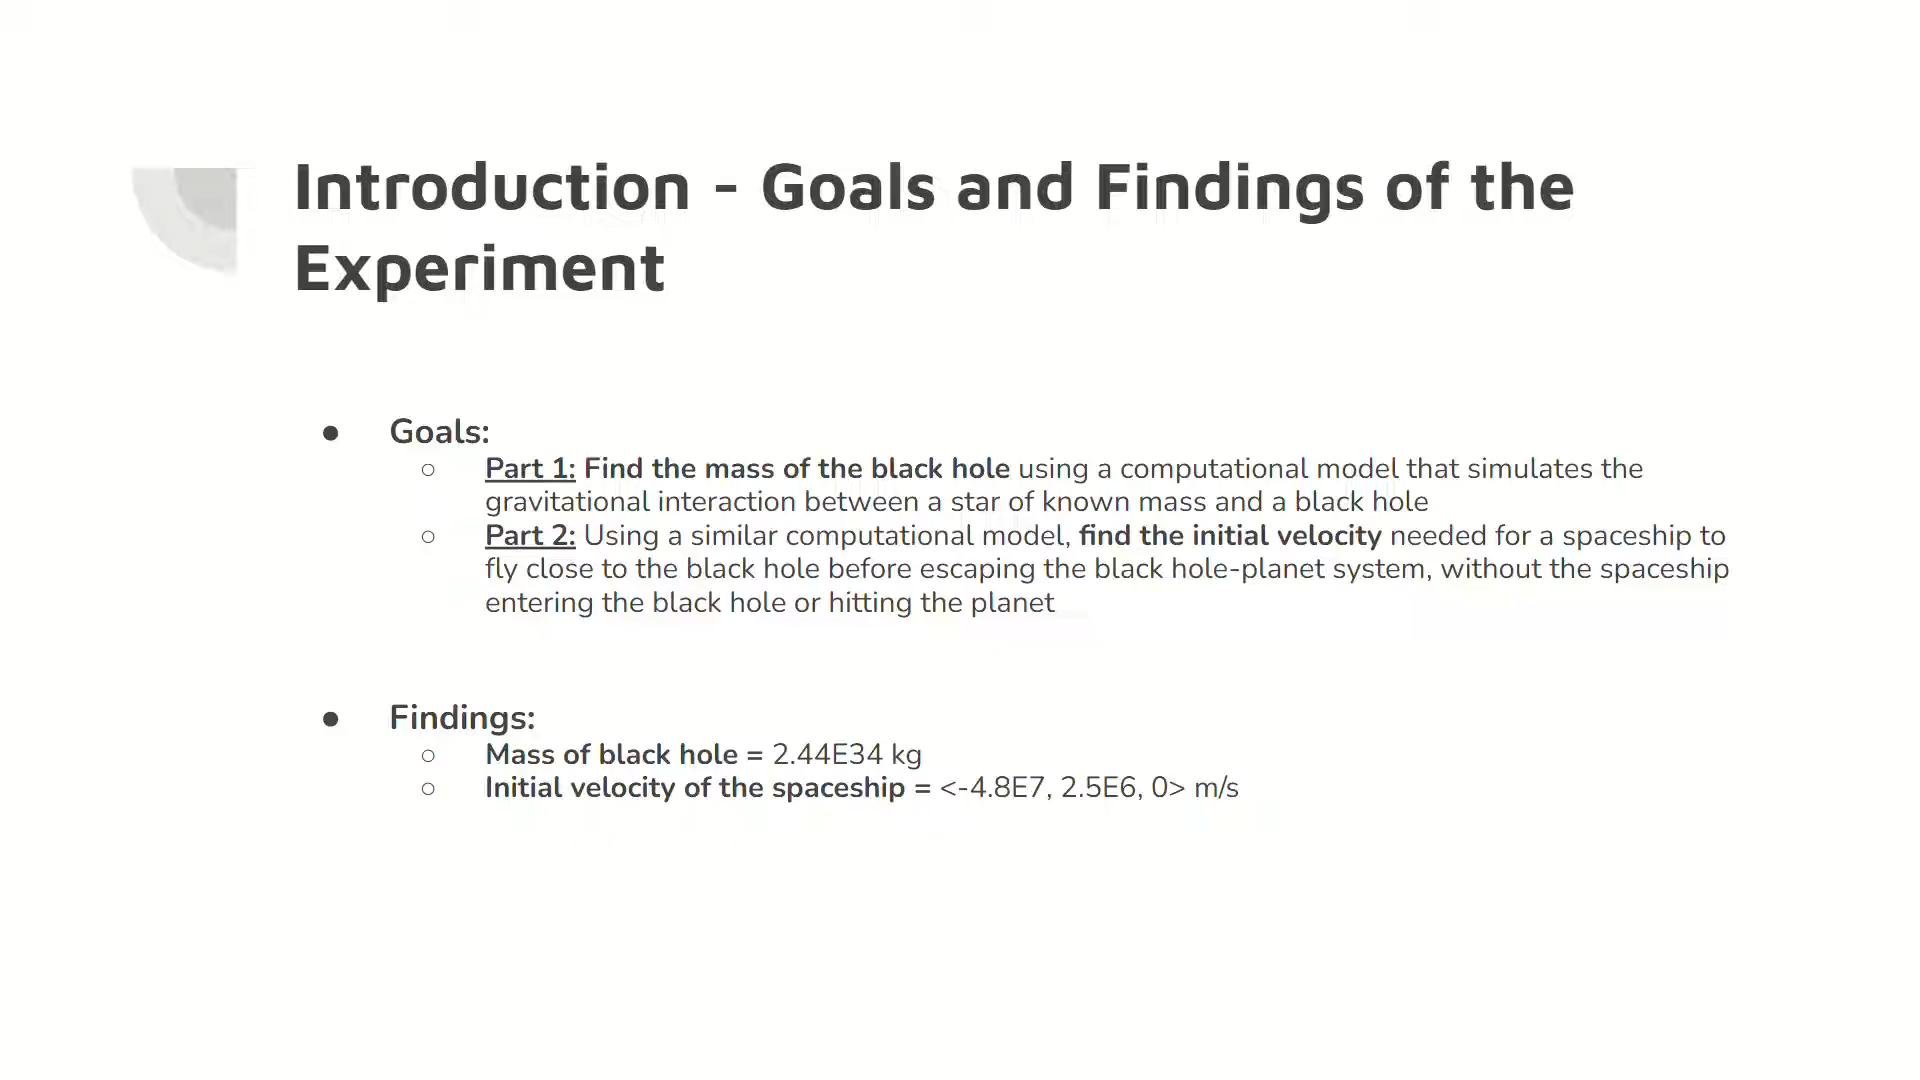 Introduction - Goals and Findings of the
Experiment
● Goals:
○ Part 1: Find the mass of the black hole using a computational model that simulates the
gravitational interaction between a star of known mass and a black hole
○ Part 2: Using a similar computational model, find the initial velocity needed for a spaceship to
fly close to the black hole before escaping the black hole-planet system, without the spaceship
entering the black hole or hitting the planet
● Findings:
○ Mass of black hole = 2.44E34 kg
○ Initial velocity of the spaceship = <-4.8E7, 2.5E6, 0> m/s